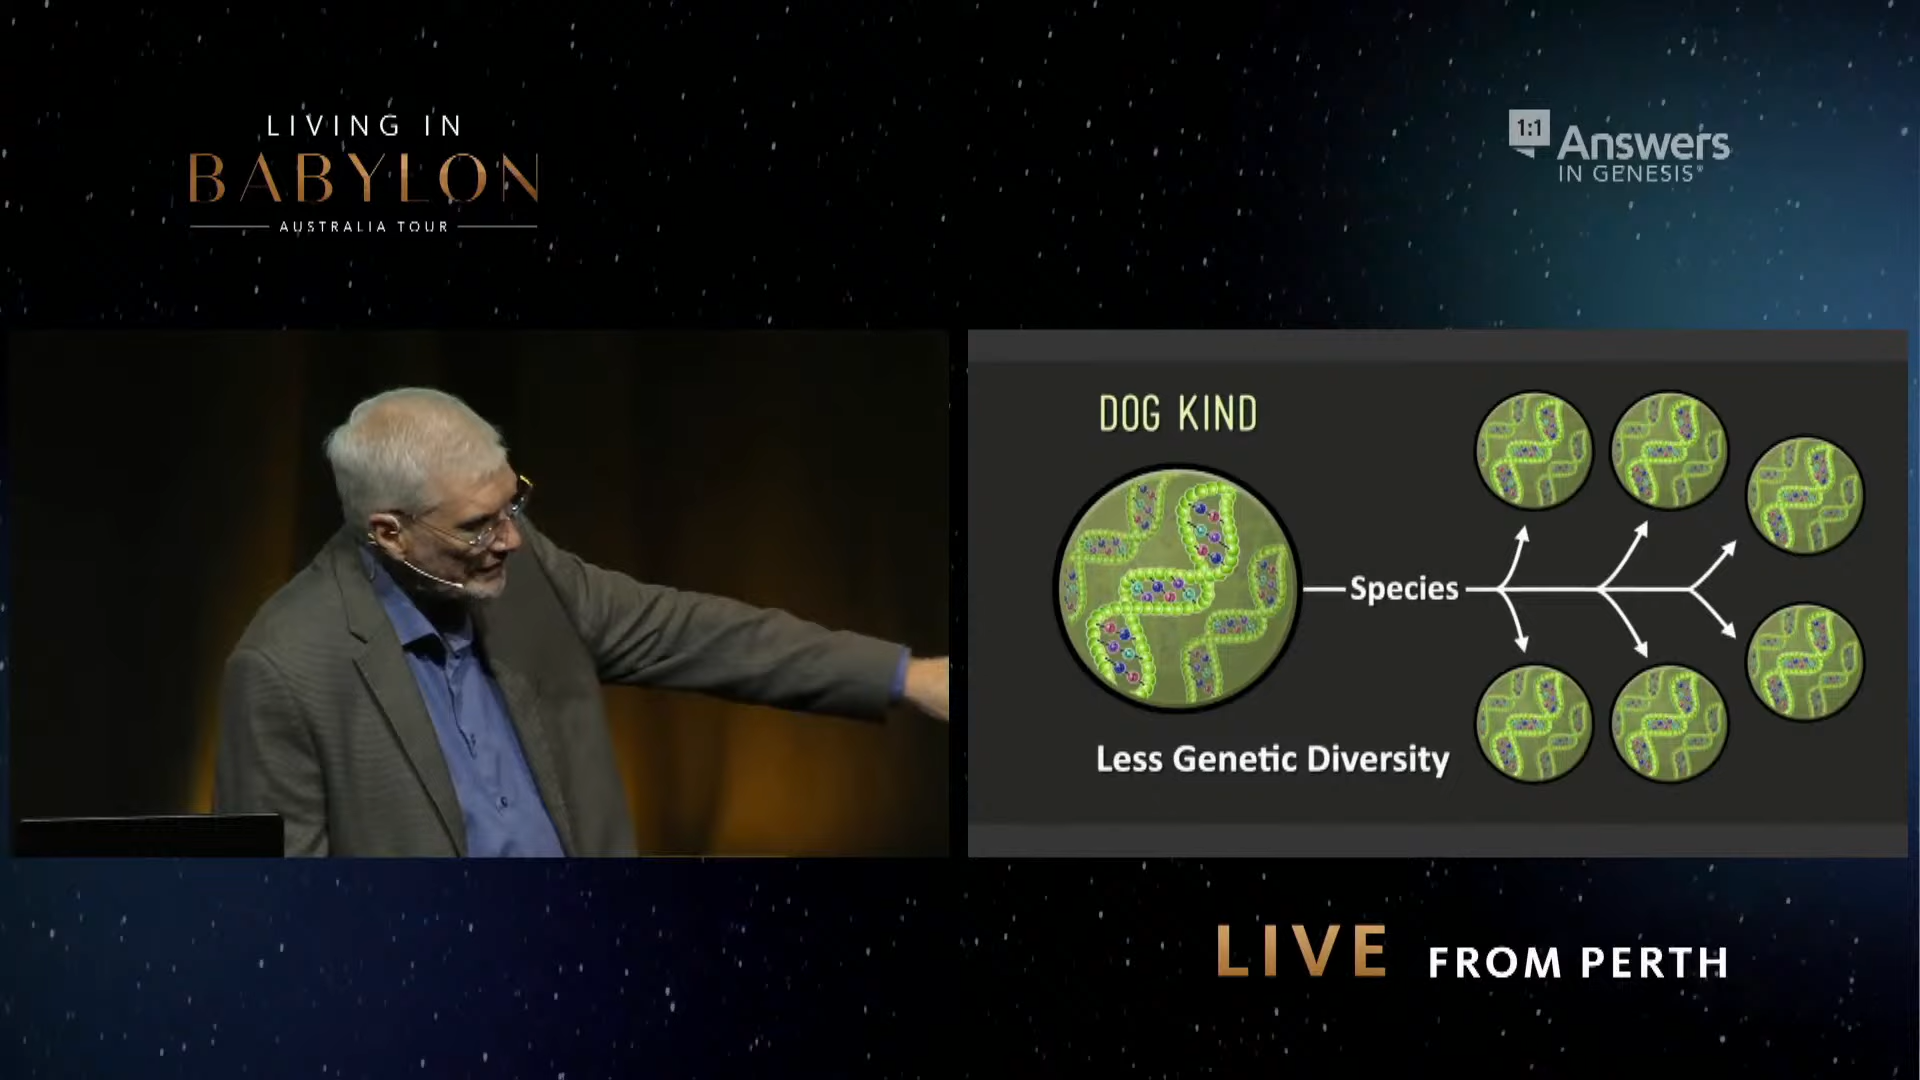 LIVING IN
BABYLON
AUSTRALIA TOUR
1:1
Answers
IN GENESIS®
DOG KIND
Species
Less Genetic Diversity
LIVE FROM PERTH